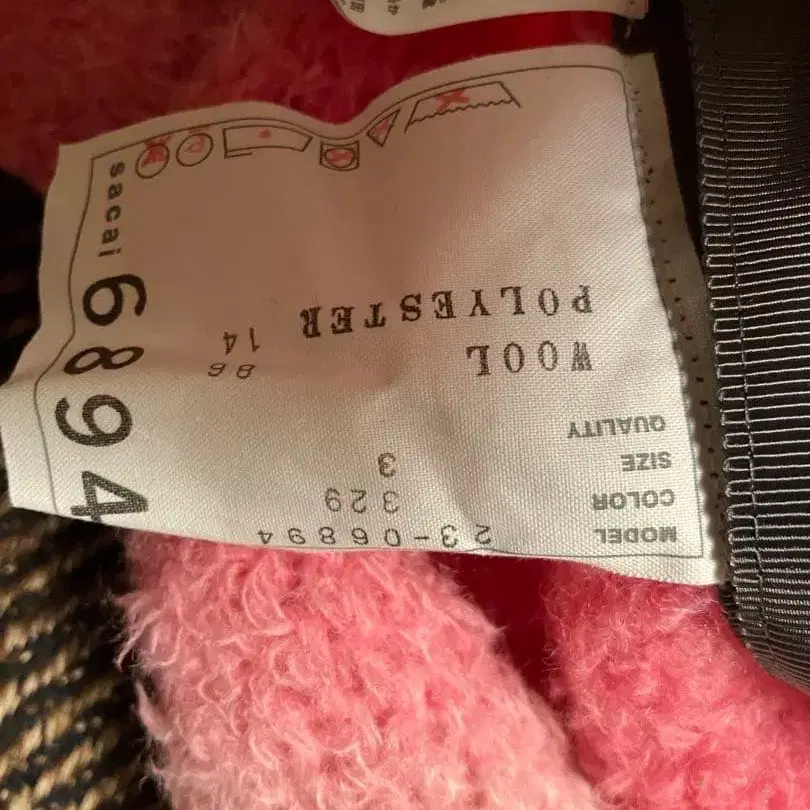 MODEL 23-06894
COLOR 329
SIZE 3
QUALITY
WOOL 86
POLYESTER 14
sacai 6894